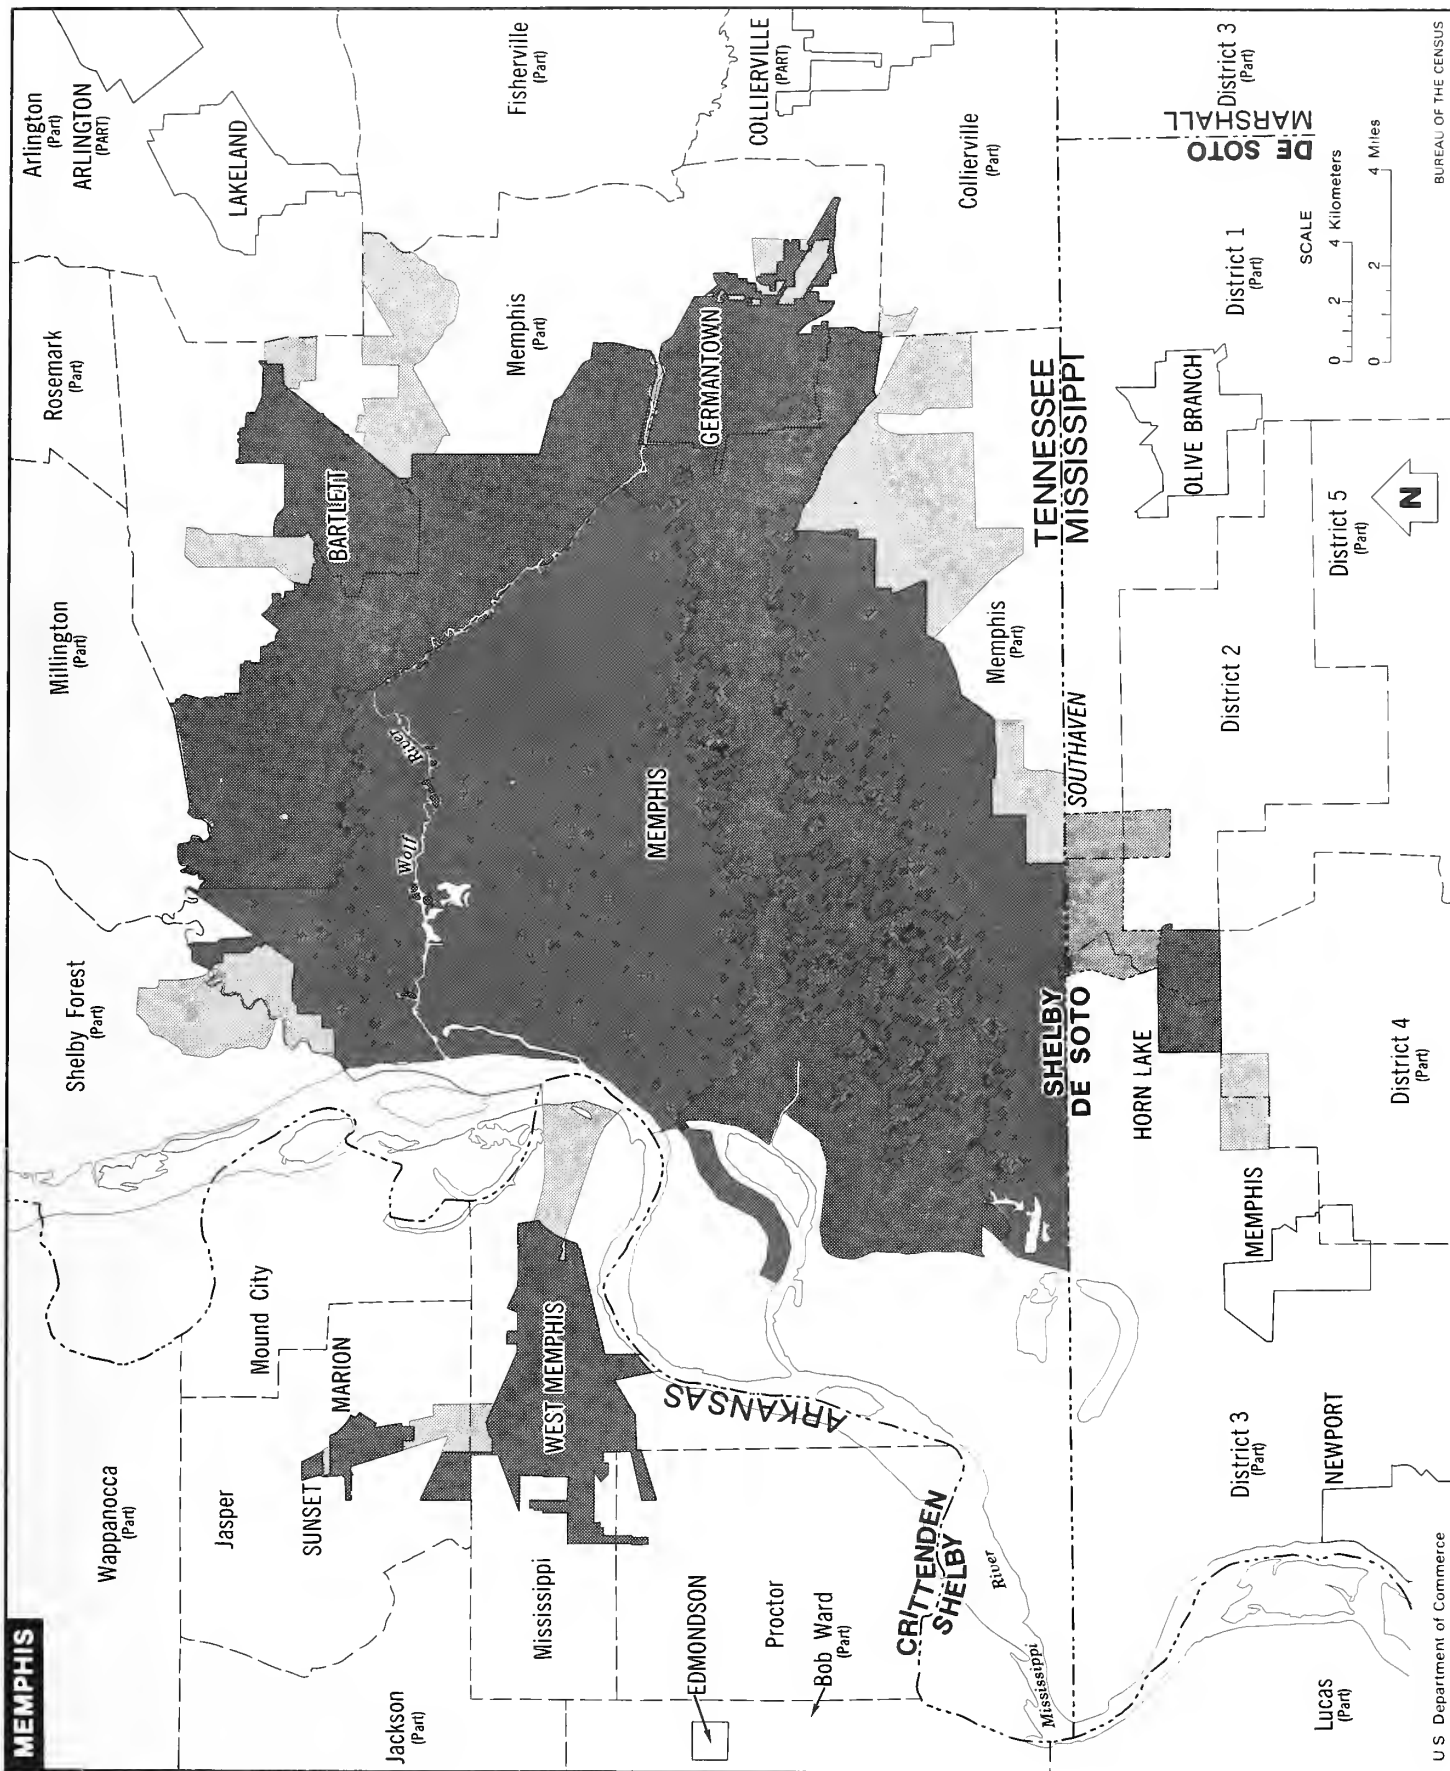 MEMPHIS
Wappanocca
(Part)
Shelby Forest
(Part)
Millington
(Part)
Rosemark
(Part)
Arlington
(Part)
ARLINGTON
(PART)
LAKELAND
Fisherville
(Part)
COLLIERVILLE
(PART)
Collierville
(Part)
Memphis
(Part)
BARTLETT
GERMANTOWN
Wolf
River
MEMPHIS
Memphis
(Part)
Mound City
Jasper
MARION
SUNSET
Jackson
(Part)
Mississippi
WEST MEMPHIS
EDMONDSON
Proctor
Bob Ward
(Part)
ARKANSAS
CRITTENDEN
SHELBY
Mississippi
River
SHELBY
DE SOTO
TENNESSEE
MISSISSIPPI
SOUTHAVEN
HORN LAKE
OLIVE BRANCH
MEMPHIS
NEWPORT
Lucas
(Part)
District 3
(Part)
District 4
(Part)
District 2
District 5
(Part)
District 1
(Part)
District 3
(Part)
DE SOTO
MARSHALL
N
SCALE
0 2 4 Kilometers
0 2 4 Miles
U S Department of Commerce
BUREAU OF THE CENSUS